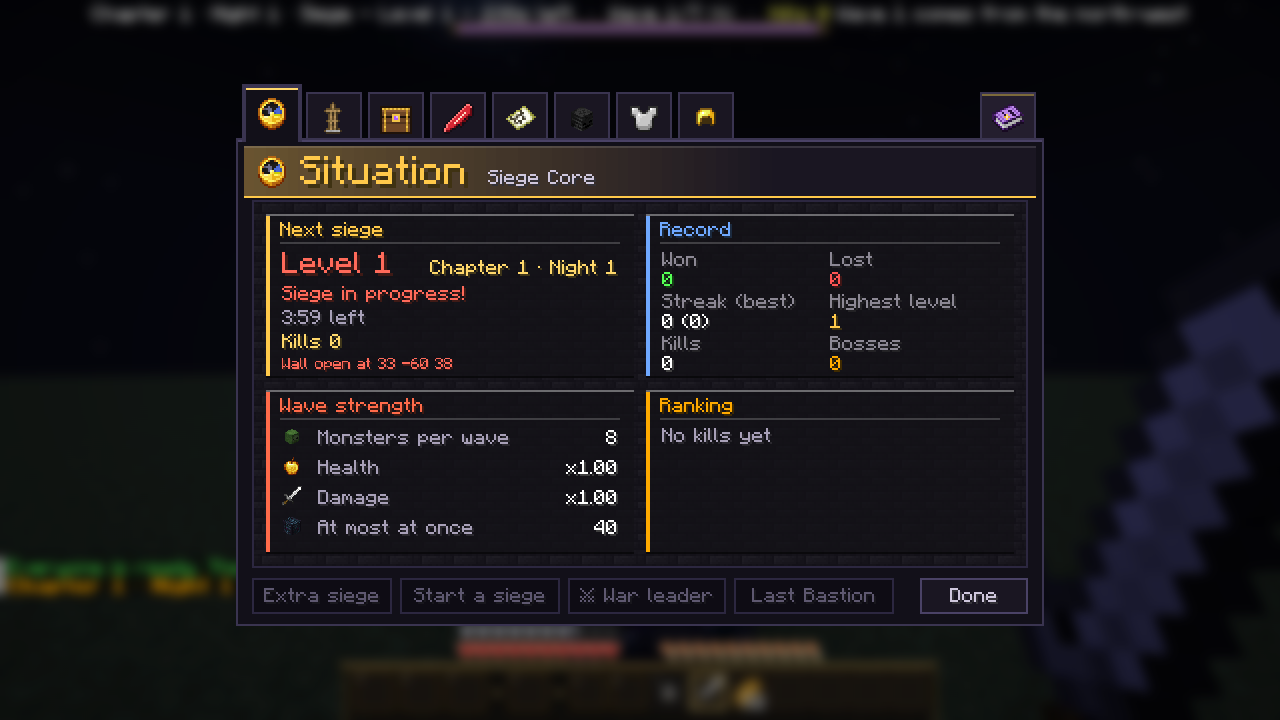 Situation Siege Core
Next siege
Level 1 Chapter 1 · Night 1
Siege in progress!
3:59 left
Kills 0
Wall open at 33 -60 38
Record
Won Lost
0 0
Streak (best) Highest level
0 (0) 1
Kills Bosses
0 0
Wave strength
Monsters per wave 8
Health x1.00
Damage x1.00
At most at once 40
Ranking
No kills yet
Extra siege Start a siege ⚔ War leader Last Bastion Done